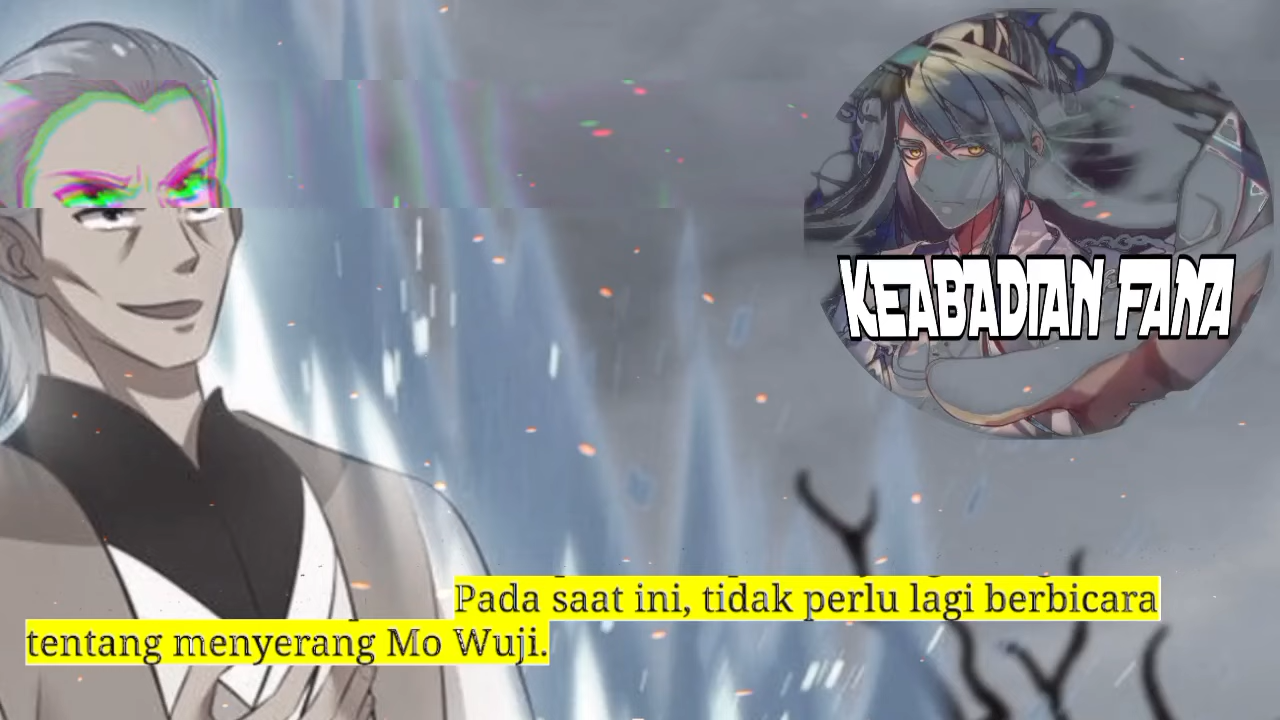 KEABADIAN FANA
Pada saat ini, tidak perlu lagi berbicara
tentang menyerang Mo Wuji.